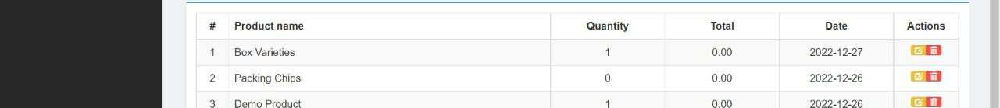 # Product name Quantity Total Date Actions
1 Box Varieties 1 0.00 2022-12-27
2 Packing Chips 0 0.00 2022-12-26
3 Demo Product 1 0.00 2022-12-26